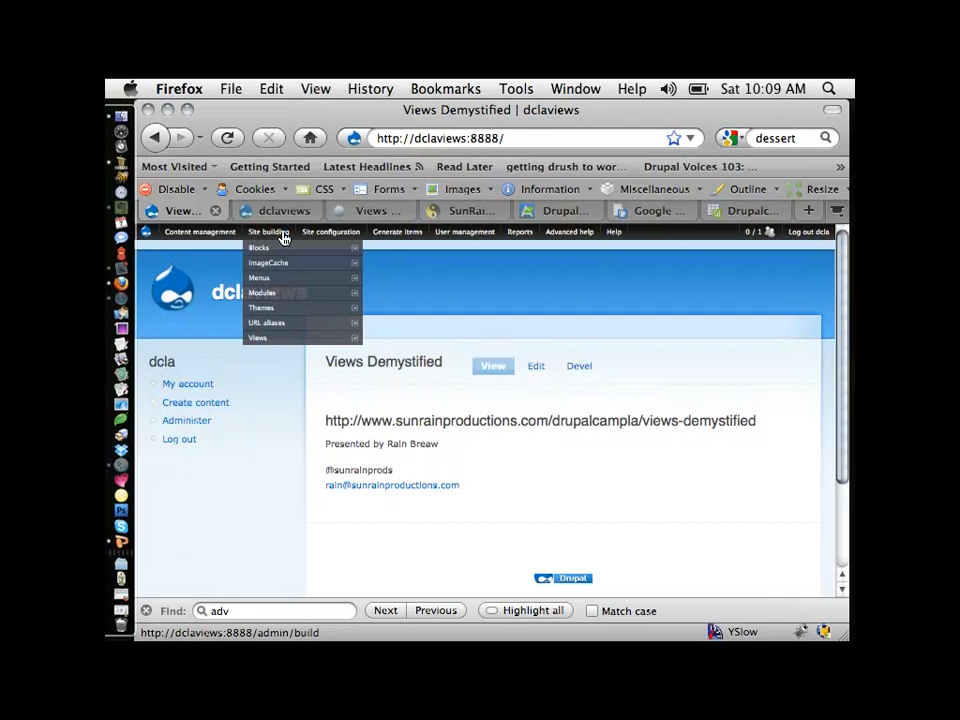 Firefox File Edit View History Bookmarks Tools Window Help Sat 10:09 AM
Views Demystified | dclaviews
http://dclaviews:8888/ dessert
Most Visited Getting Started Latest Headlines Read Later getting drush to wor... Drupal Voices 103: ... »
Disable Cookies CSS Forms Images Information Miscellaneous Outline Resize
View... dclaviews Views ... SunRai... Drupal... Google ... Drupalc...
Content management Site building Site configuration Generate items User management Reports Advanced help Help 0 / 1 Log out dcla
Blocks
ImageCache
Menus
Modules
Themes
URL aliases
Views
dclaviews
dcla
My account
Create content
Administer
Log out
Views Demystified View Edit Devel
http://www.sunrainproductions.com/drupalcampla/views-demystified
Presented by Rain Breaw
@sunrainprods
rain@sunrainproductions.com
Drupal
Find: adv Next Previous Highlight all Match case
http://dclaviews:8888/admin/build YSlow